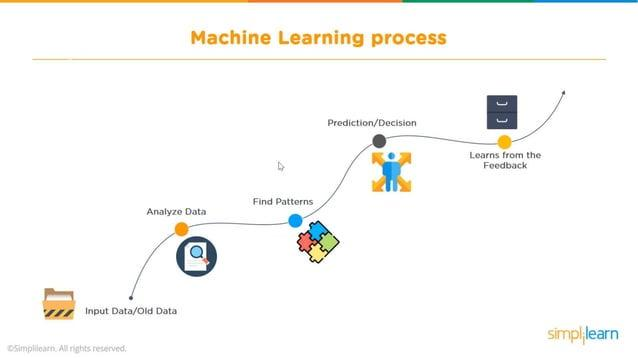 Machine Learning process
Prediction/Decision
Learns from the
Feedback
Find Patterns
Analyze Data
Input Data/Old Data
simplilearn
©Simplilearn. All rights reserved.